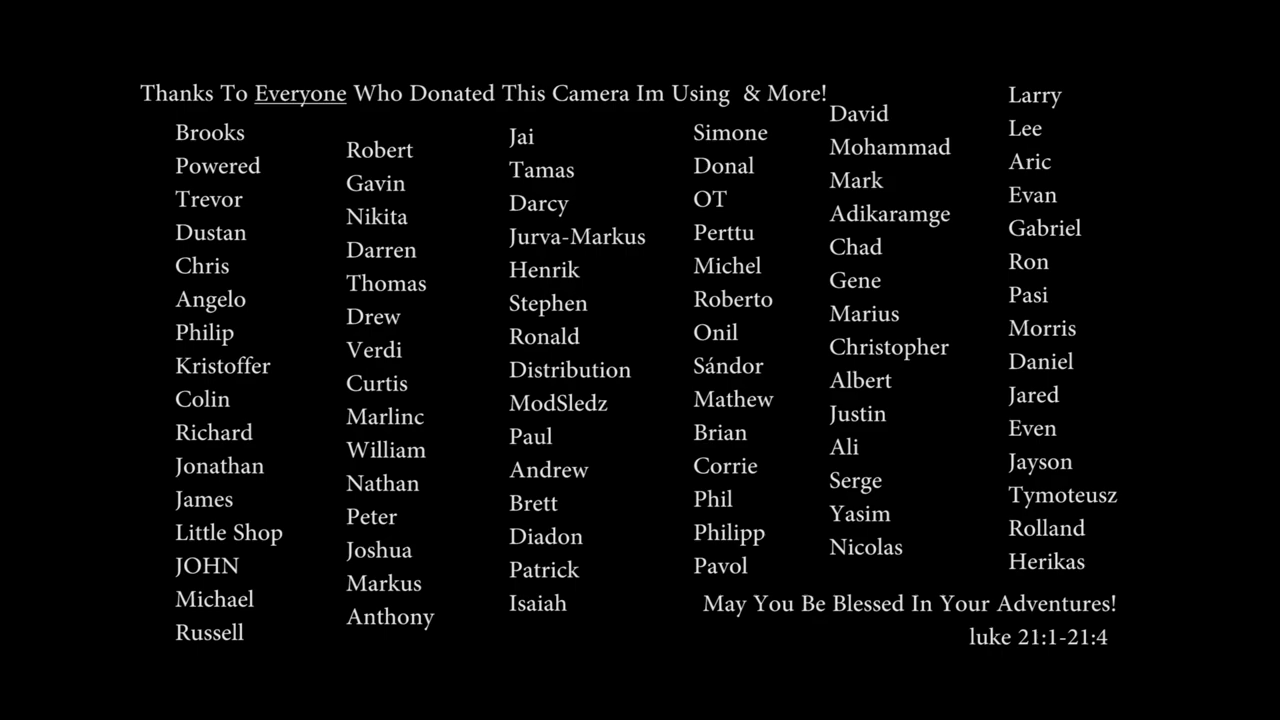 Thanks To Everyone Who Donated This Camera Im Using & More!
Brooks
Powered
Trevor
Dustan
Chris
Angelo
Philip
Kristoffer
Colin
Richard
Jonathan
James
Little Shop
JOHN
Michael
Russell
Robert
Gavin
Nikita
Darren
Thomas
Drew
Verdi
Curtis
Marlinc
William
Nathan
Peter
Joshua
Markus
Anthony
Jai
Tamas
Darcy
Jurva-Markus
Henrik
Stephen
Ronald
Distribution
ModSledz
Paul
Andrew
Brett
Diadon
Patrick
Isaiah
Simone
Donal
OT
Perttu
Michel
Roberto
Onil
Sándor
Mathew
Brian
Corrie
Phil
Philipp
Pavol
David
Mohammad
Mark
Adikaramge
Chad
Gene
Marius
Christopher
Albert
Justin
Ali
Serge
Yasim
Nicolas
Larry
Lee
Aric
Evan
Gabriel
Ron
Pasi
Morris
Daniel
Jared
Even
Jayson
Tymoteusz
Rolland
Herikas
May You Be Blessed In Your Adventures!
luke 21:1-21:4